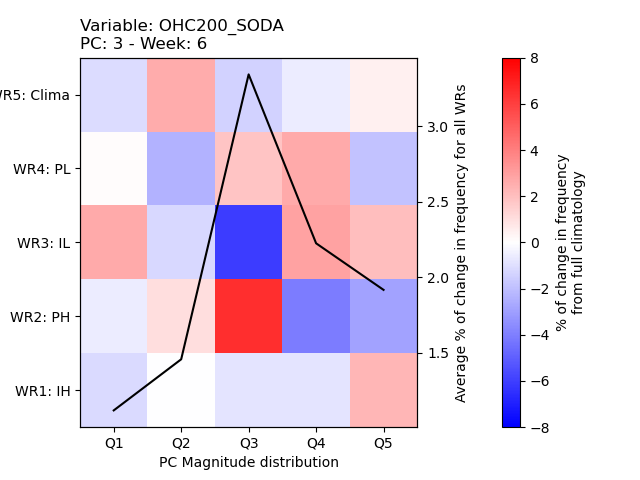 Variable: OHC200_SODA
PC: 3 - Week: 6
WR5: Clima
WR4: PL
WR3: IL
WR2: PH
WR1: IH
Q1 Q2 Q3 Q4 Q5
PC Magnitude distribution
3.0
2.5
2.0
1.5
Average % of change in frequency for all WRs
8
6
4
2
0
−2
−4
−6
−8
% of change in frequency
from full climatology